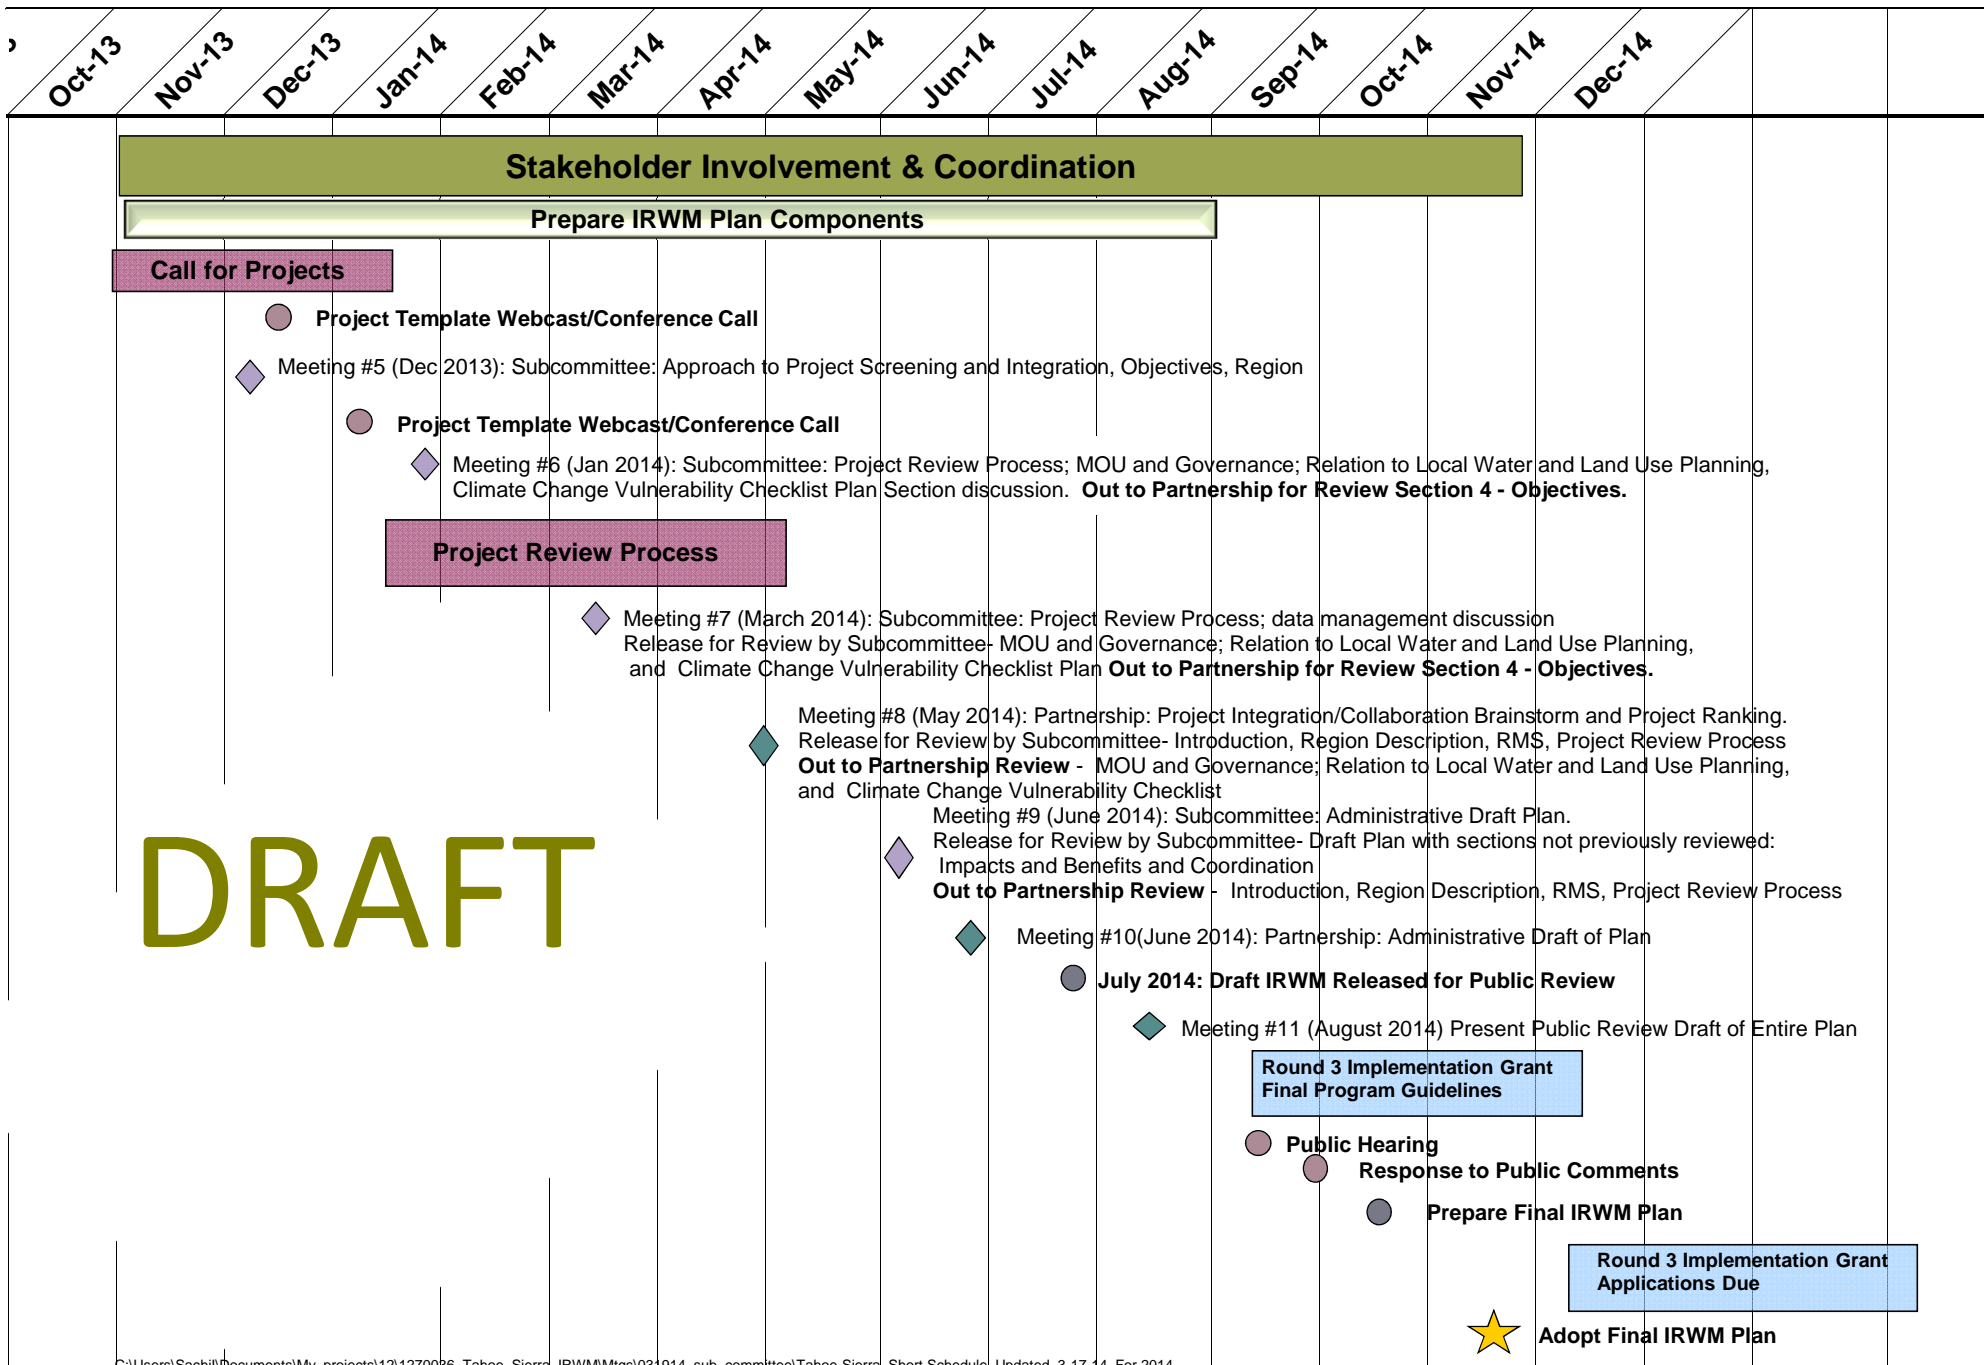 Oct-13
Nov-13
Dec-13
Jan-14
Feb-14
Mar-14
Apr-14
May-14
Jun-14
Jul-14
Aug-14
Sep-14
Oct-14
Nov-14
Dec-14
Stakeholder Involvement & Coordination
Prepare IRWM Plan Components
Call for Projects
Project Template Webcast/Conference Call
Meeting #5 (Dec 2013): Subcommittee: Approach to Project Screening and Integration, Objectives, Region
Project Template Webcast/Conference Call
Meeting #6 (Jan 2014): Subcommittee: Project Review Process; MOU and Governance; Relation to Local Water and Land Use Planning,
Climate Change Vulnerability Checklist Plan Section discussion. Out to Partnership for Review Section 4 - Objectives.
Project Review Process
Meeting #7 (March 2014): Subcommittee: Project Review Process; data management discussion
Release for Review by Subcommittee- MOU and Governance; Relation to Local Water and Land Use Planning,
and Climate Change Vulnerability Checklist Plan Out to Partnership for Review Section 4 - Objectives.
Meeting #8 (May 2014): Partnership: Project Integration/Collaboration Brainstorm and Project Ranking.
Release for Review by Subcommittee- Introduction, Region Description, RMS, Project Review Process
Out to Partnership Review - MOU and Governance; Relation to Local Water and Land Use Planning,
and Climate Change Vulnerability Checklist
Meeting #9 (June 2014): Subcommittee: Administrative Draft Plan.
Release for Review by Subcommittee- Draft Plan with sections not previously reviewed:
Impacts and Benefits and Coordination
Out to Partnership Review - Introduction, Region Description, RMS, Project Review Process
DRAFT
Meeting #10(June 2014): Partnership: Administrative Draft of Plan
July 2014: Draft IRWM Released for Public Review
Meeting #11 (August 2014) Present Public Review Draft of Entire Plan
Round 3 Implementation Grant
Final Program Guidelines
Public Hearing
Response to Public Comments
Prepare Final IRWM Plan
Round 3 Implementation Grant
Applications Due
Adopt Final IRWM Plan
C:\Users\Sachil\Documents\My_projects\12\1270036_Tahoe_Sierra_IRWM\Mtgs\031914_sub_committee\Tahoe-Sierra_Short Schedule_Updated_3-17-14_For 2014